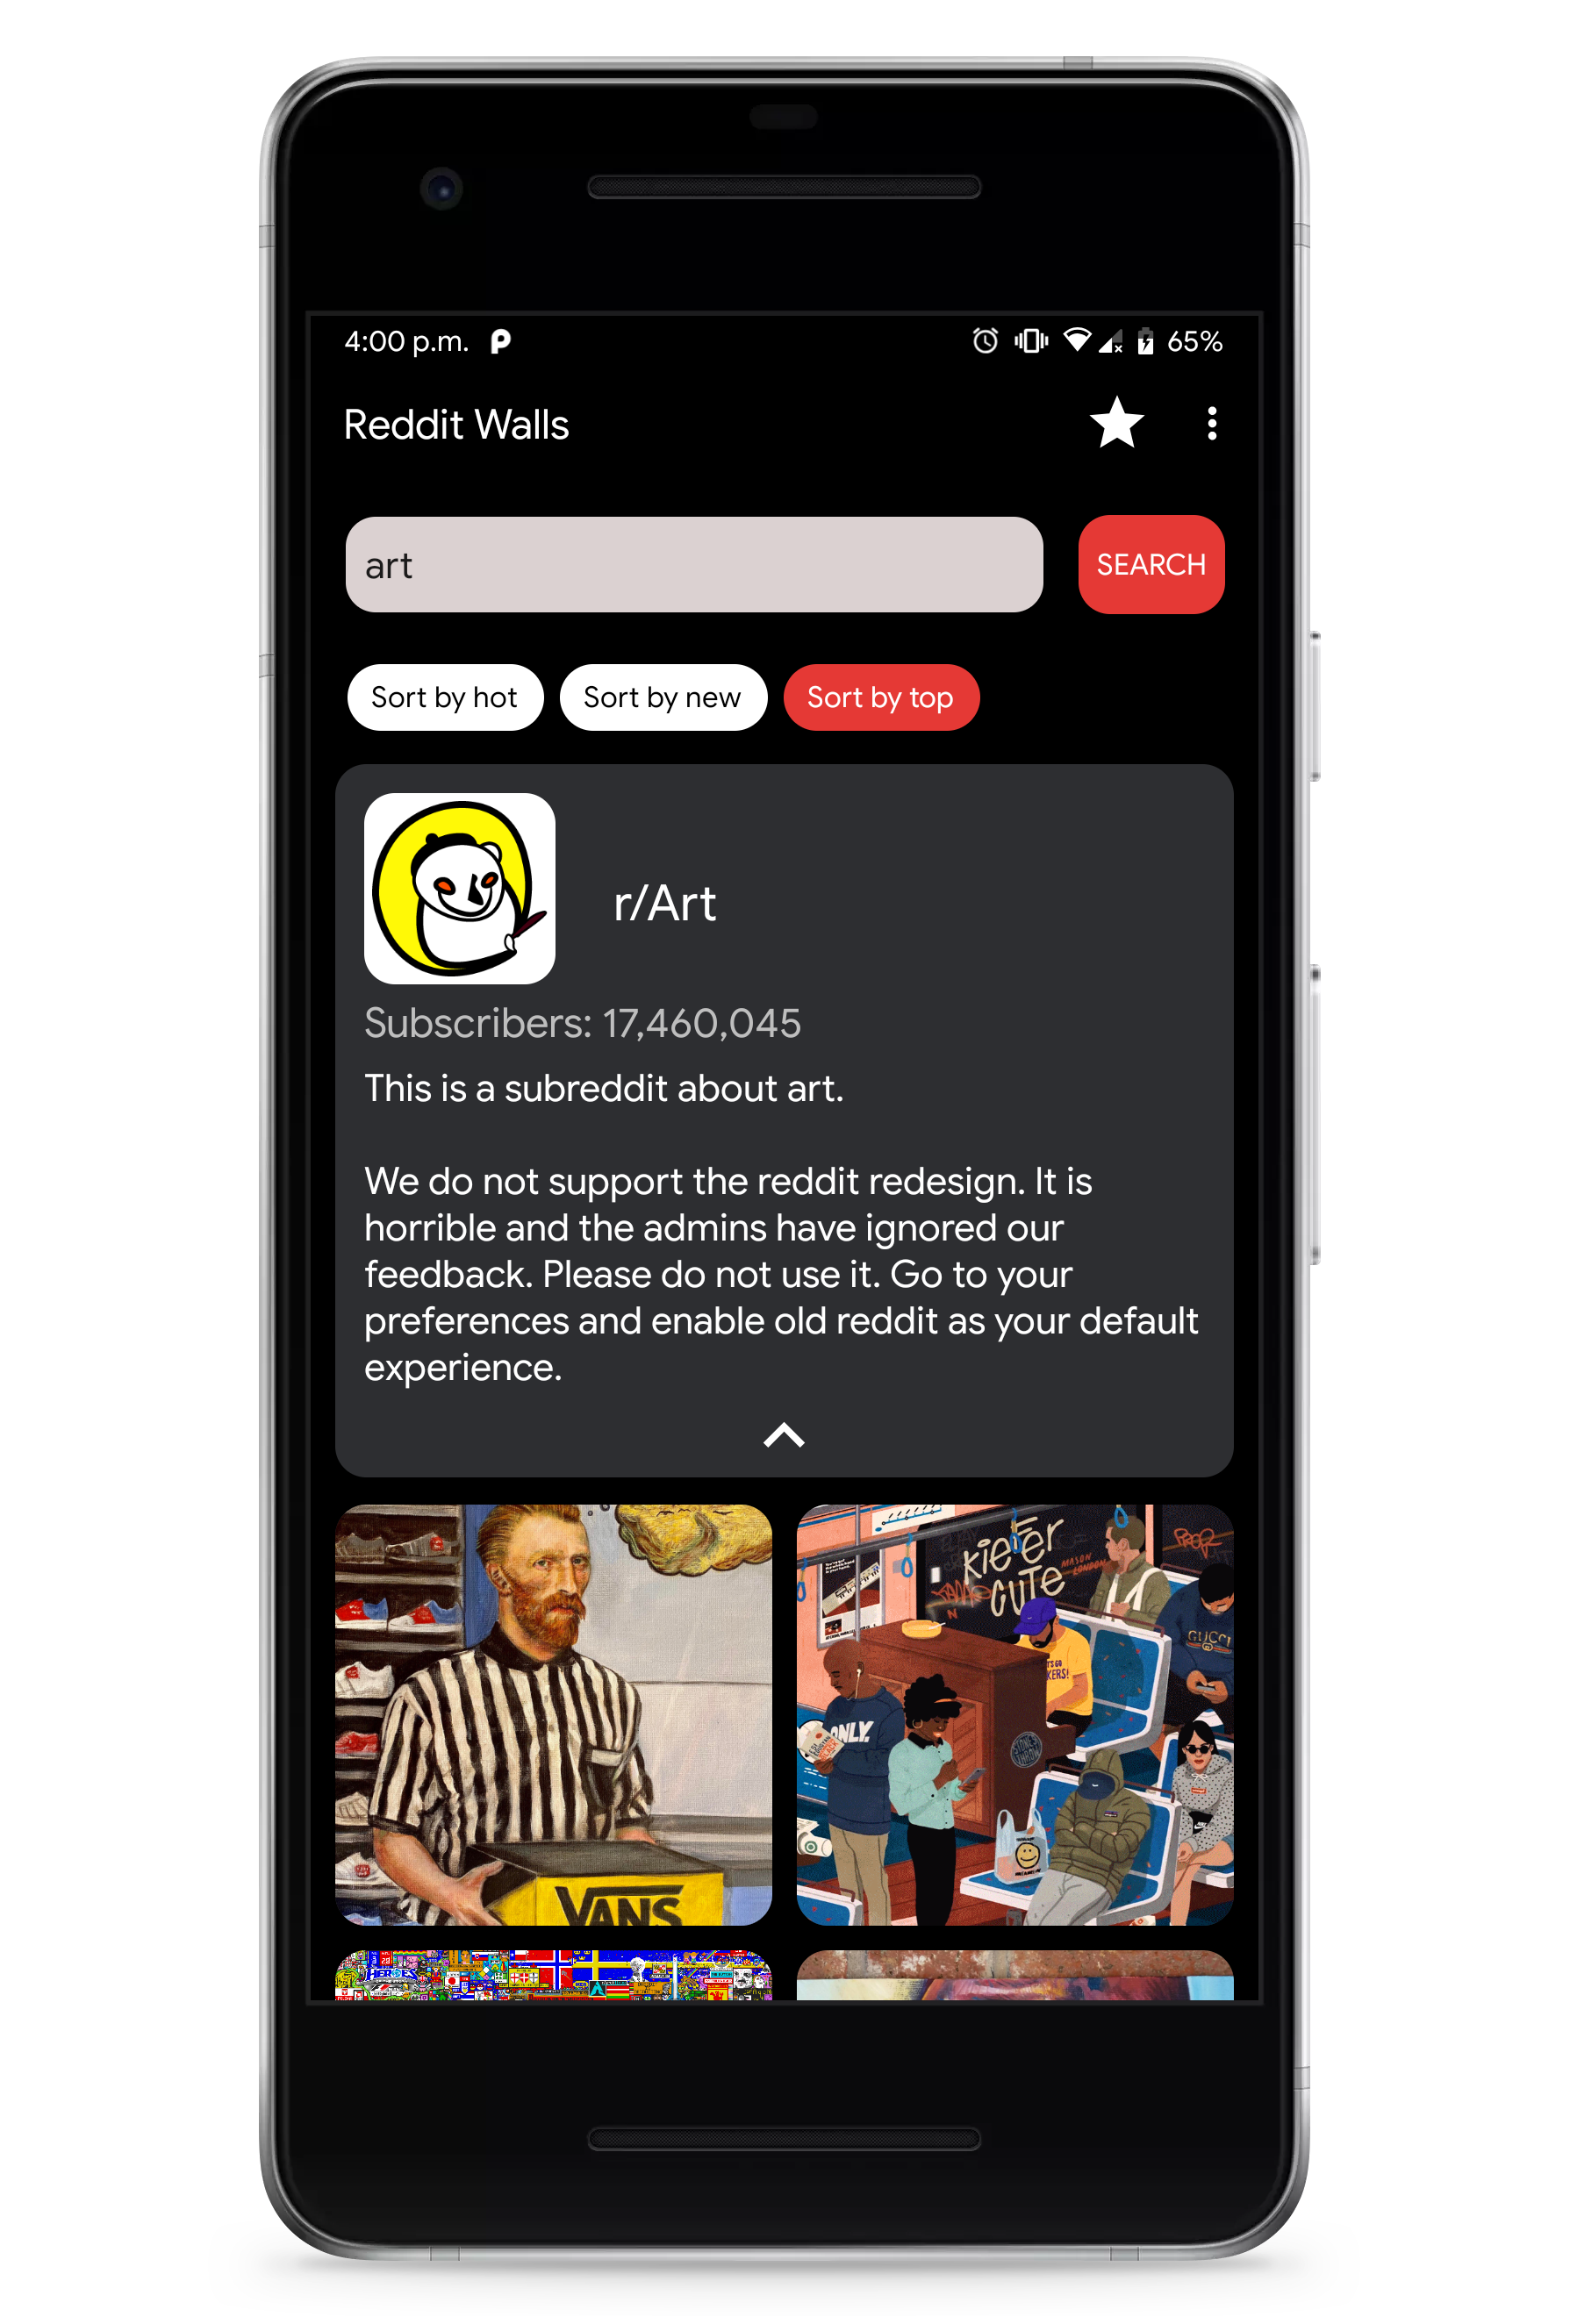 4:00 p.m.
65%
Reddit Walls
art
SEARCH
Sort by hot
Sort by new
Sort by top
r/Art
Subscribers: 17,460,045
This is a subreddit about art.
We do not support the reddit redesign. It is
horrible and the admins have ignored our
feedback. Please do not use it. Go to your
preferences and enable old reddit as your default
experience.
VANS
KIEFER
CUTE
MASON
LONDON
GUCCI
ONLY.
HEROES